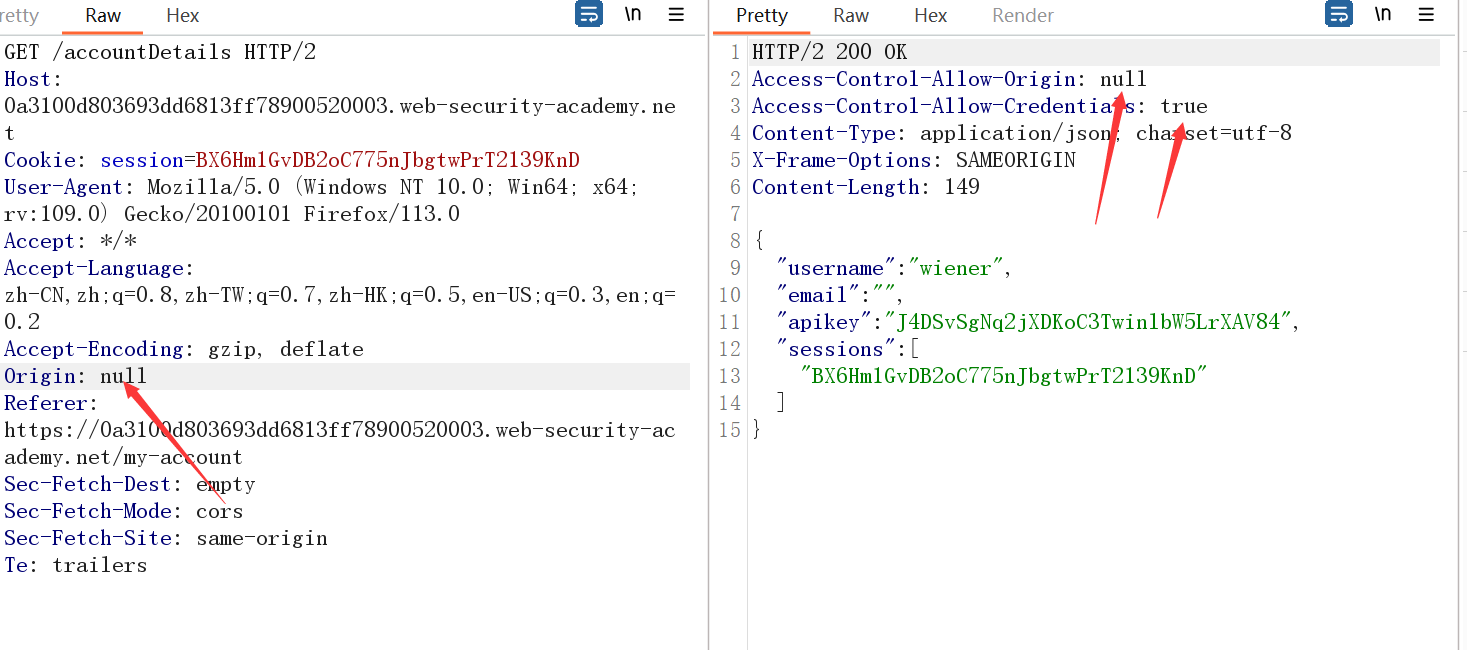 retty Raw Hex \n
GET /accountDetails HTTP/2
Host:
0a3100d803693dd6813ff78900520003.web-security-academy.ne
t
Cookie: session=BX6Hm1GvDB2oC775nJbgtwPrT2139KnD
User-Agent: Mozilla/5.0 (Windows NT 10.0; Win64; x64;
rv:109.0) Gecko/20100101 Firefox/113.0
Accept: */*
Accept-Language:
zh-CN,zh;q=0.8,zh-TW;q=0.7,zh-HK;q=0.5,en-US;q=0.3,en;q=
0.2
Accept-Encoding: gzip, deflate
Origin: null
Referer:
https://0a3100d803693dd6813ff78900520003.web-security-ac
ademy.net/my-account
Sec-Fetch-Dest: empty
Sec-Fetch-Mode: cors
Sec-Fetch-Site: same-origin
Te: trailers
Pretty Raw Hex Render \n
1 HTTP/2 200 OK
2 Access-Control-Allow-Origin: null
3 Access-Control-Allow-Credentials: true
4 Content-Type: application/json; charset=utf-8
5 X-Frame-Options: SAMEORIGIN
6 Content-Length: 149
7
8 {
9 "username":"wiener",
10 "email":"",
11 "apikey":"J4DSvSgNq2jXDKoC3Twin1bW5LrXAV84",
12 "sessions":[
13 "BX6Hm1GvDB2oC775nJbgtwPrT2139KnD"
14 ]
15 }